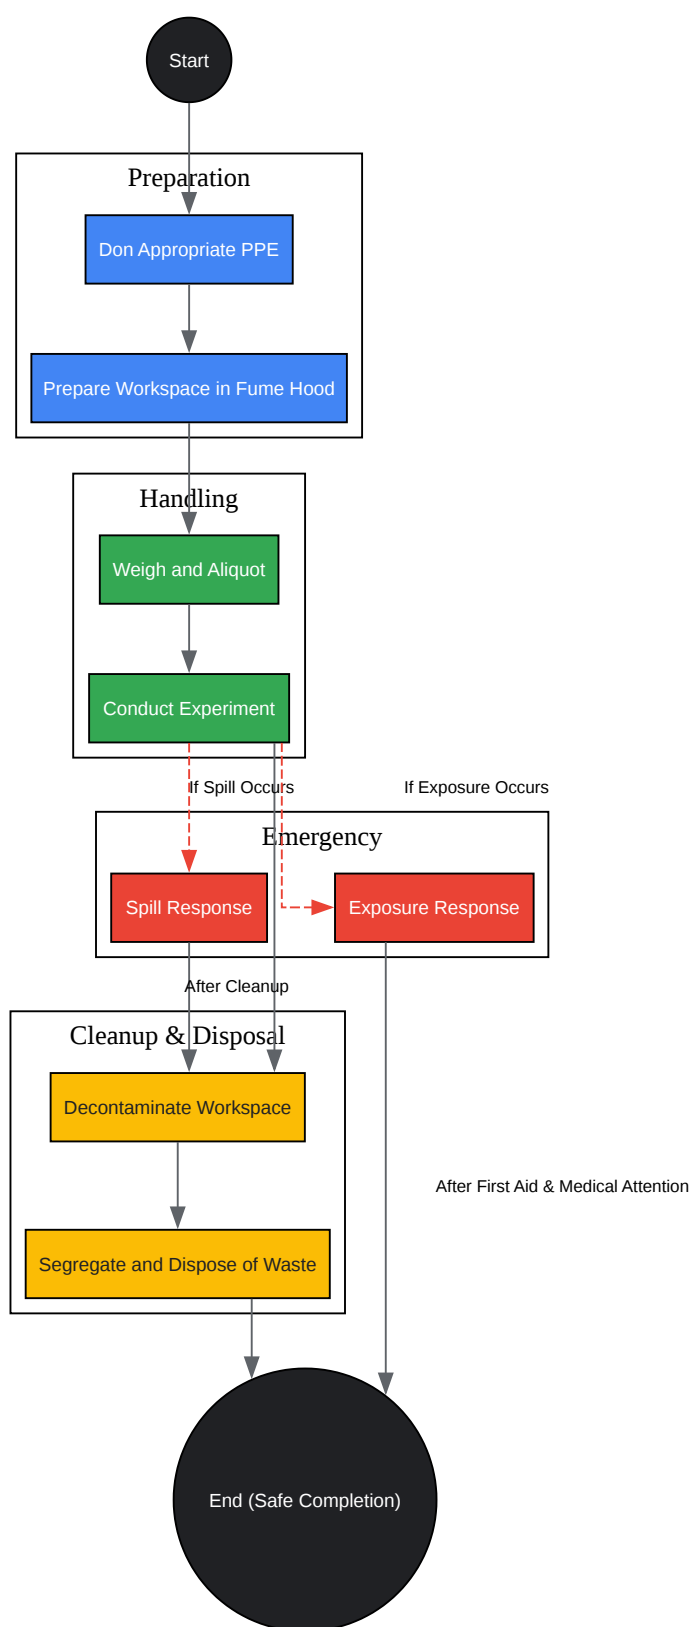 Start
Preparation
Don Appropriate PPE
Prepare Workspace in Fume Hood
Handling
Weigh and Aliquot
Conduct Experiment
If Spill Occurs
If Exposure Occurs
Emergency
Spill Response
Exposure Response
After Cleanup
Cleanup & Disposal
Decontaminate Workspace
After First Aid & Medical Attention
Segregate and Dispose of Waste
End (Safe Completion)